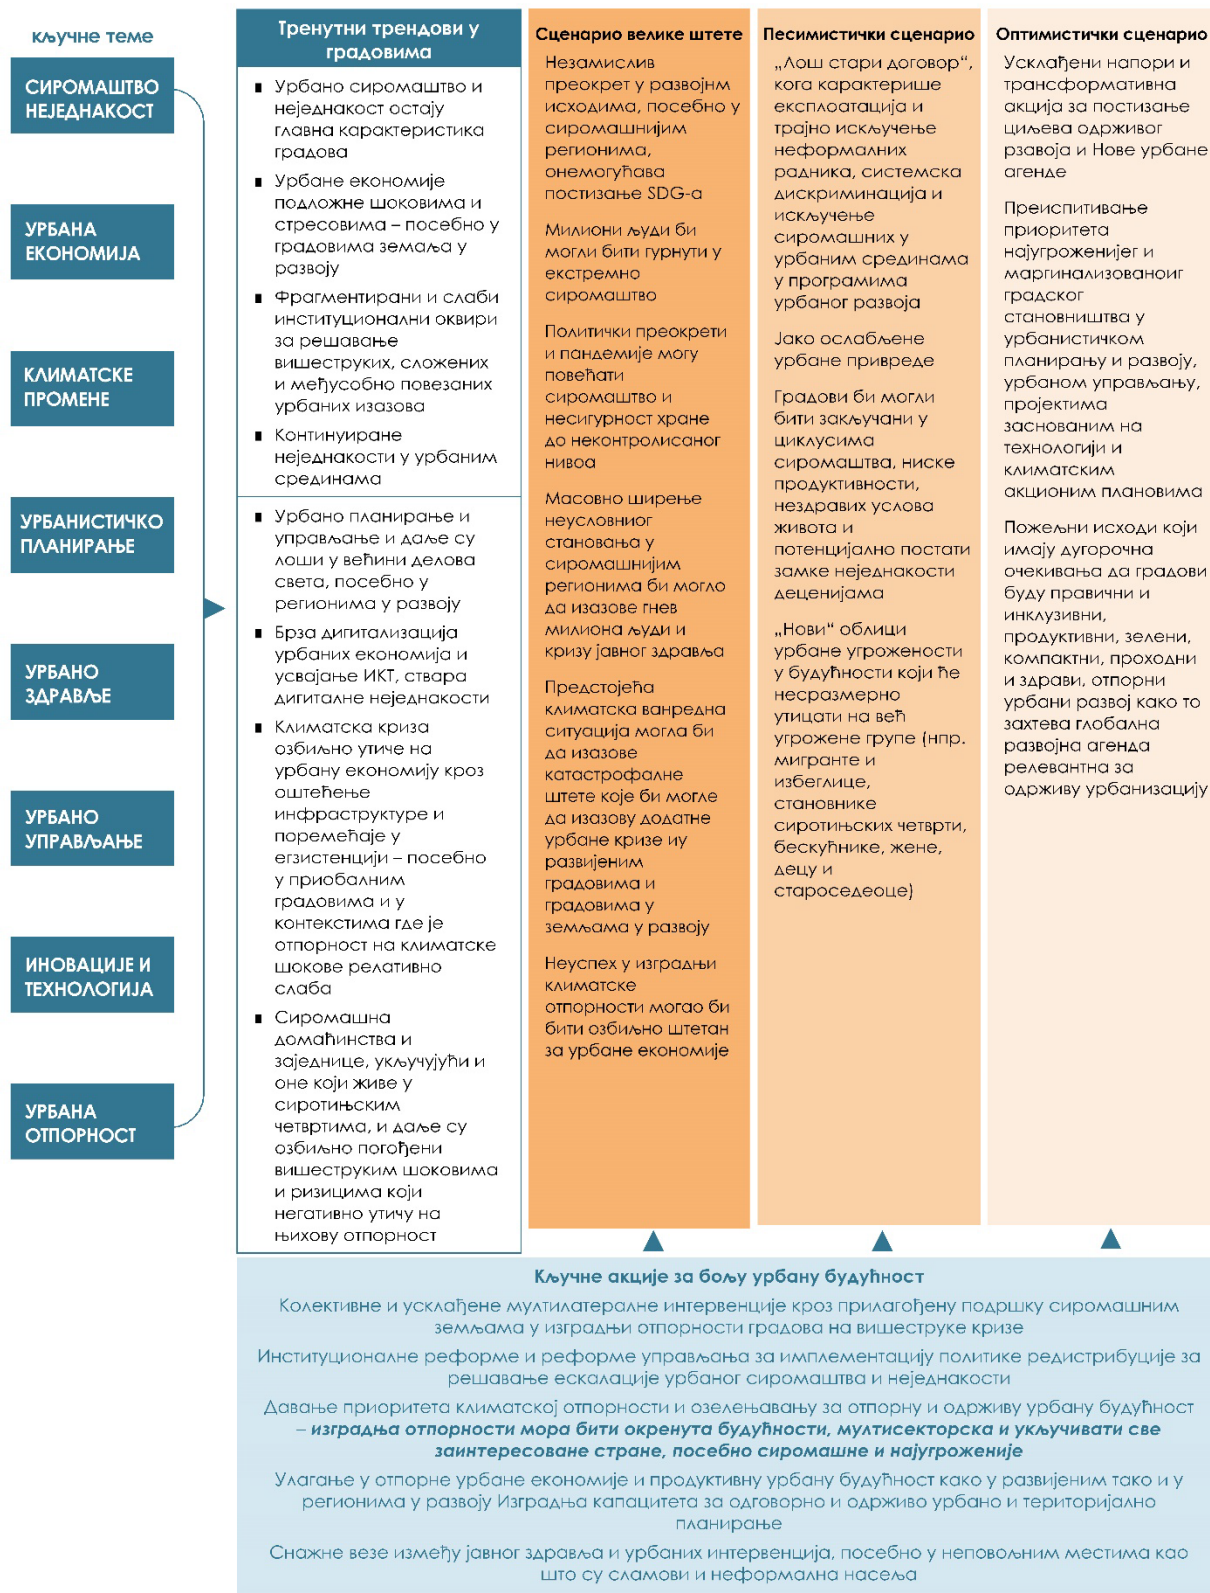 кључне теме
СИРОМАШТВО
НЕЈЕДНАКОСТ
УРБАНА
ЕКОНОМИЈА
КЛИМАТСКЕ
ПРОМЕНЕ
УРБАНИСТИЧКО
ПЛАНИРАЊЕ
УРБАНО
ЗДРАВЉЕ
УРБАНО
УПРАВЉАЊЕ
ИНОВАЦИЈЕ И
ТЕХНОЛОГИЈА
УРБАНА
ОТПОРНОСТ
Тренутни трендови у
градовима
▪ Урбано сиромаштво и
неједнакост остају
главна карактеристика
градова
▪ Урбане економије
подложне шоковима и
стресовима – посебно у
градовима земаља у
развоју
▪ Фрагментирани и слаби
институционални оквири
за решавање
вишеструких, сложених
и међусобно повезаних
урбаних изазова
▪ Континуиране
неједнакости у урбаним
срединама
▪ Урбано планирање и
управљање и даље су
лоши у већини делова
света, посебно у
регионима у развоју
▪ Брза дигитализација
урбаних економија и
усвајање ИКТ, ствара
дигиталне неједнакости
▪ Климатска криза
озбиљно утиче на
урбану економију кроз
оштећење
инфраструктуре и
поремећаје у
егзистенцији – посебно
у приобалним
градовима и у
контекстима где је
отпорност на климатске
шокове релативно
слаба
▪ Сиромашна
домаћинства и
заједнице, укључујући и
оне који живе у
сиротињским
четвртима, и даље су
озбиљно погођени
вишеструким шоковима
и ризицима који
негативно утичу на
њихову отпорност
Сценарио велике штете
Незамислив
преокрет у развојнм
исходима, посебно у
сиромашнијим
регионима,
онемогућава
постизање SDG-а
Милиони људи би
могли бити гурнути у
екстремно
сиромаштво
Политички преокрети
и пандемије могу
повећати
сиромаштво и
несигурност хране
до неконтролисаног
нивоа
Масовно ширење
неусловниог
становања у
сиромашнијим
регионима би могло
да изазове гнев
милиона људи и
кризу јавног здравља
Предстојећа
климатска ванредна
ситуација могла би
да изазове
катастрофалне
штете које би могле
да изазову додатне
урбане кризе иу
развијеним
градовима и
градовима у
земљама у развоју
Неуспех у изградњи
климатске
отпорности могао би
бити озбиљно штетан
за урбане економије
Песимистички сценарио
„Лош стари договор“,
кога карактерише
експлоатација и
трајно искључење
неформалних
радника, системска
дискриминација и
искључење
сиромашних у
урбаним срединама
у програмима
урбаног развоја
Јако ослабљене
урбане привреде
Градови би могли
бити закључани у
циклусима
сиромаштва, ниске
продуктивности,
нездравих услова
живота и
потенцијално постати
замке неједнакости
деценијама
„Нови“ облици
урбане угрожености
у будућности који ће
несразмерно
утицати на већ
угрожене групе (нпр.
мигранте и
избеглице,
становнике
сиротињских четврти,
бескућнике, жене,
децу и
староседеоце)
Оптимистички сценарио
Усклађени напори и
трансформативна
акција за постизање
циљева одрживог
рзавоја и Нове урбане
агенде
Преиспитивање
приоритета
најугроженијег и
маргинализованоиг
градског
становништва у
урбанистичком
планирању и развоју,
урбаном управљању,
пројектима
заснованим на
технологији и
климатским
акционим плановима
Пожељни исходи који
имају дугорочна
очекивања да градови
буду правични и
инклузивни,
продуктивни, зелени,
компактни, проходни
и здрави, отпорни
урбани развој како то
захтева глобална
развојна агенда
релевантна за
одрживу урбанизацију
Кључне акције за бољу урбану будућност
Колективне и усклађене мултилатералне интервенције кроз прилагођену подршку сиромашним
земљама у изградњи отпорности градова на вишеструке кризе
Институционалне реформе и реформе управљања за имплементацију политике редистрибуције за
решавање ескалације урбаног сиромаштва и неједнакости
Давање приоритета климатској отпорности и озелењавању за отпорну и одрживу урбану будућност
– изградња отпорности мора бити окренута будућности, мултисекторска и укључивати све
заинтересоване стране, посебно сиромашне и најугроженије
Улагање у отпорне урбане економије и продуктивну урбану будућност како у развијеним тако и у
регионима у развоју Изградња капацитета за одговорно и одрживо урбано и територијално
планирање
Снажне везе између јавног здравља и урбаних интервенција, посебно у неповољним местима као
што су сламови и неформална насеља